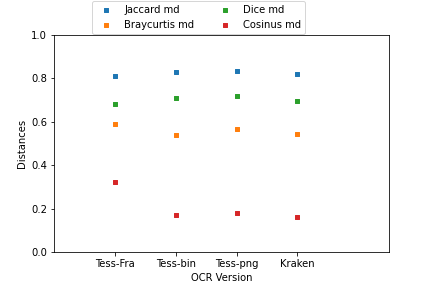 Jaccard md
Dice md
Braycurtis md
Cosinus md
1.0
0.8
0.6
0.4
0.2
0.0
Distances
Tess-Fra Tess-bin Tess-png Kraken
OCR Version